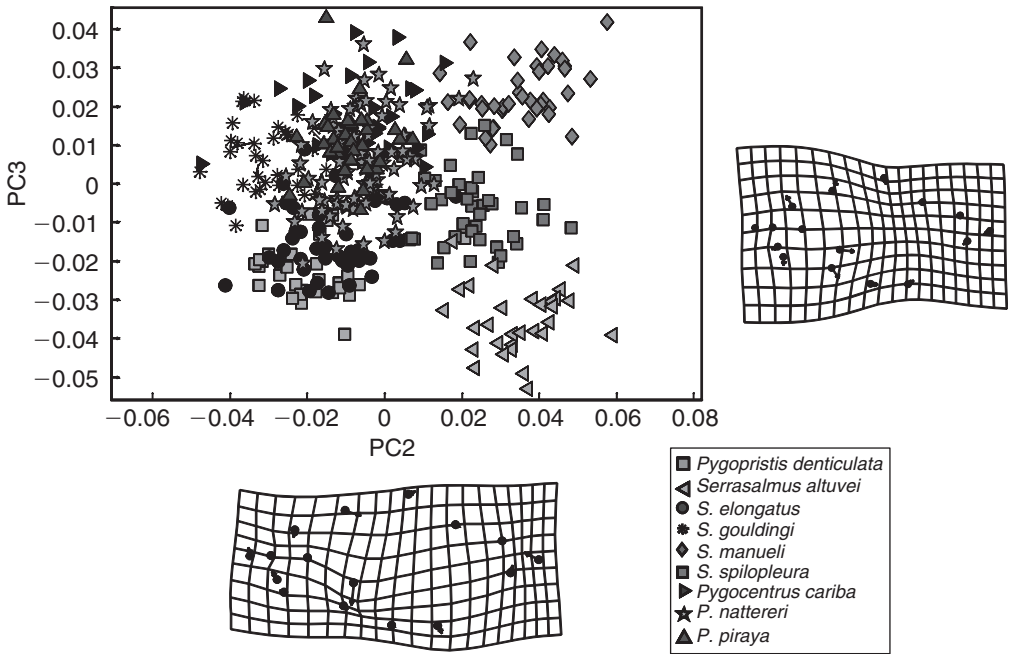 0.04
0.03
0.02
0.01
0
−0.01
−0.02
−0.03
−0.04
−0.05
PC3
−0.06 −0.04 −0.02 0 0.02 0.04 0.06 0.08
PC2
Pygopristis denticulata
Serrasalmus altuvei
S. elongatus
S. gouldingi
S. manueli
S. spilopleura
Pygocentrus cariba
P. nattereri
P. piraya